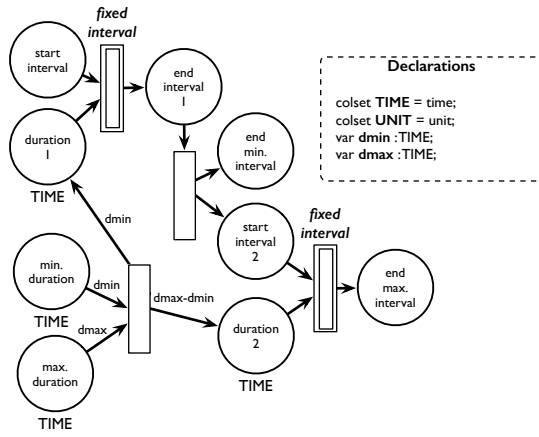 fixed
interval
start
interval
end
interval
1
Declarations
colset TIME = time;
colset UNIT = unit;
var dmin :TIME;
var dmax :TIME;
duration
1
TIME
end
min.
interval
dmin
start
interval
2
fixed
interval
min.
duration
TIME
dmin
dmax
dmax-dmin
end
max.
interval
duration
2
TIME
max.
duration
TIME